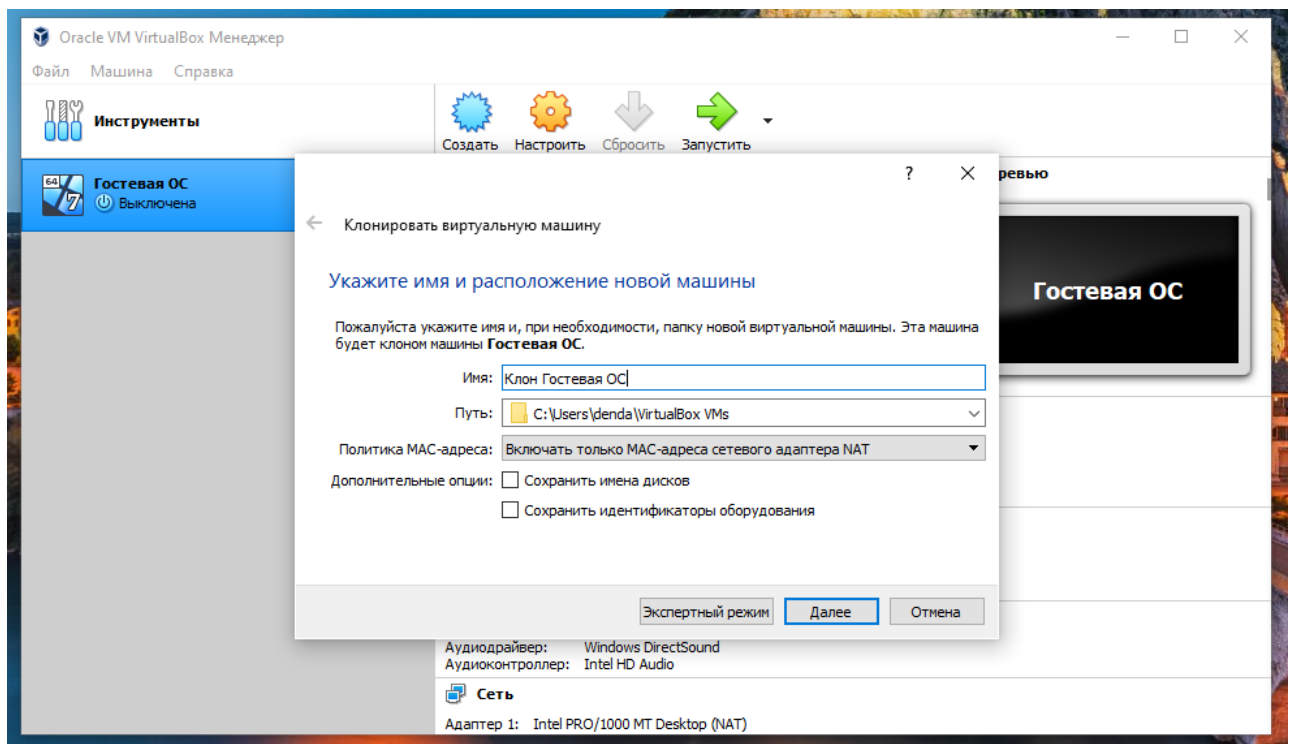 Oracle VM VirtualBox Менеджер
Файл Машина Справка
Инструменты
Создать Настроить Сбросить Запустить
64
7
Гостевая ОС
Выключена
ревью
Гостевая ОС
?
Клонировать виртуальную машину
Укажите имя и расположение новой машины
Пожалуйста укажите имя и, при необходимости, папку новой виртуальной машины. Эта машина
будет клоном машины Гостевая ОС.
Имя: Клон Гостевая ОС
Путь: C:\Users\denda\VirtualBox VMs
Политика MAC-адреса: Включать только MAC-адреса сетевого адаптера NAT
Дополнительные опции: Сохранить имена дисков
Сохранить идентификаторы оборудования
Экспертный режим Далее Отмена
Аудиодрайвер: Windows DirectSound
Аудиоконтроллер: Intel HD Audio
Сеть
Адаптер 1: Intel PRO/1000 MT Desktop (NAT)